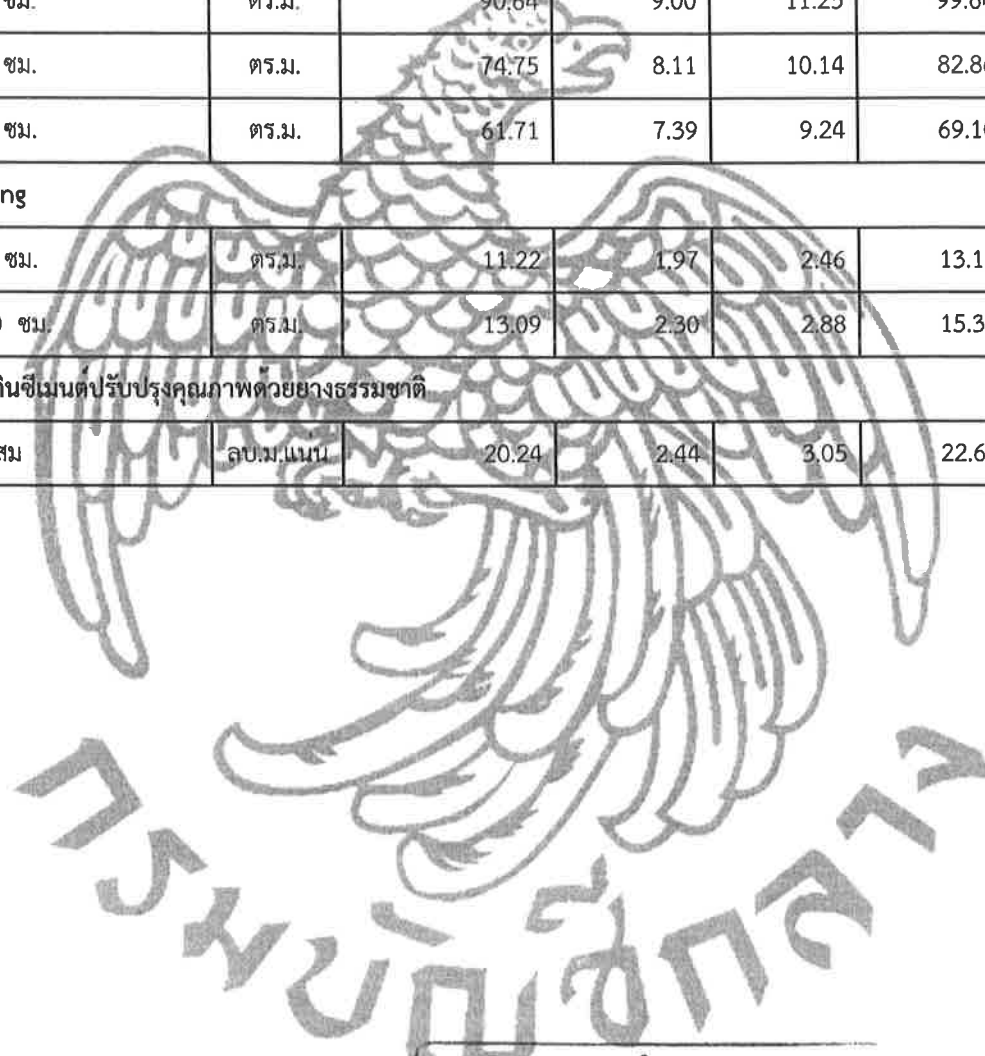 ซม. ตร.ม. 90.64 9.00 11.25
ซม. ตร.ม. 74.75 8.11 10.14 82.86
ซม. ตร.ม. 61.71 7.39 9.24
ng
ซม. ตร.ม. 11.22 1.97 2.46 13.1
ซม. ตร.ม. 13.09 2.30 2.88 15.3
ดินซีเมนต์ปรับปรุงคุณภาพด้วยยางธรรมชาติ
สม ลบ.ม.แน่น 20.24 2.44 3.05 22.6
กรมบัญชีกลาง